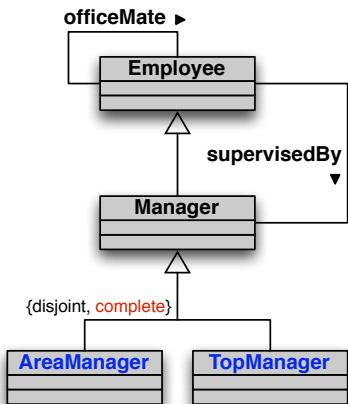 officeMate ▸
Employee
supervisedBy
▾
Manager
{disjoint, complete}
AreaManager
TopManager